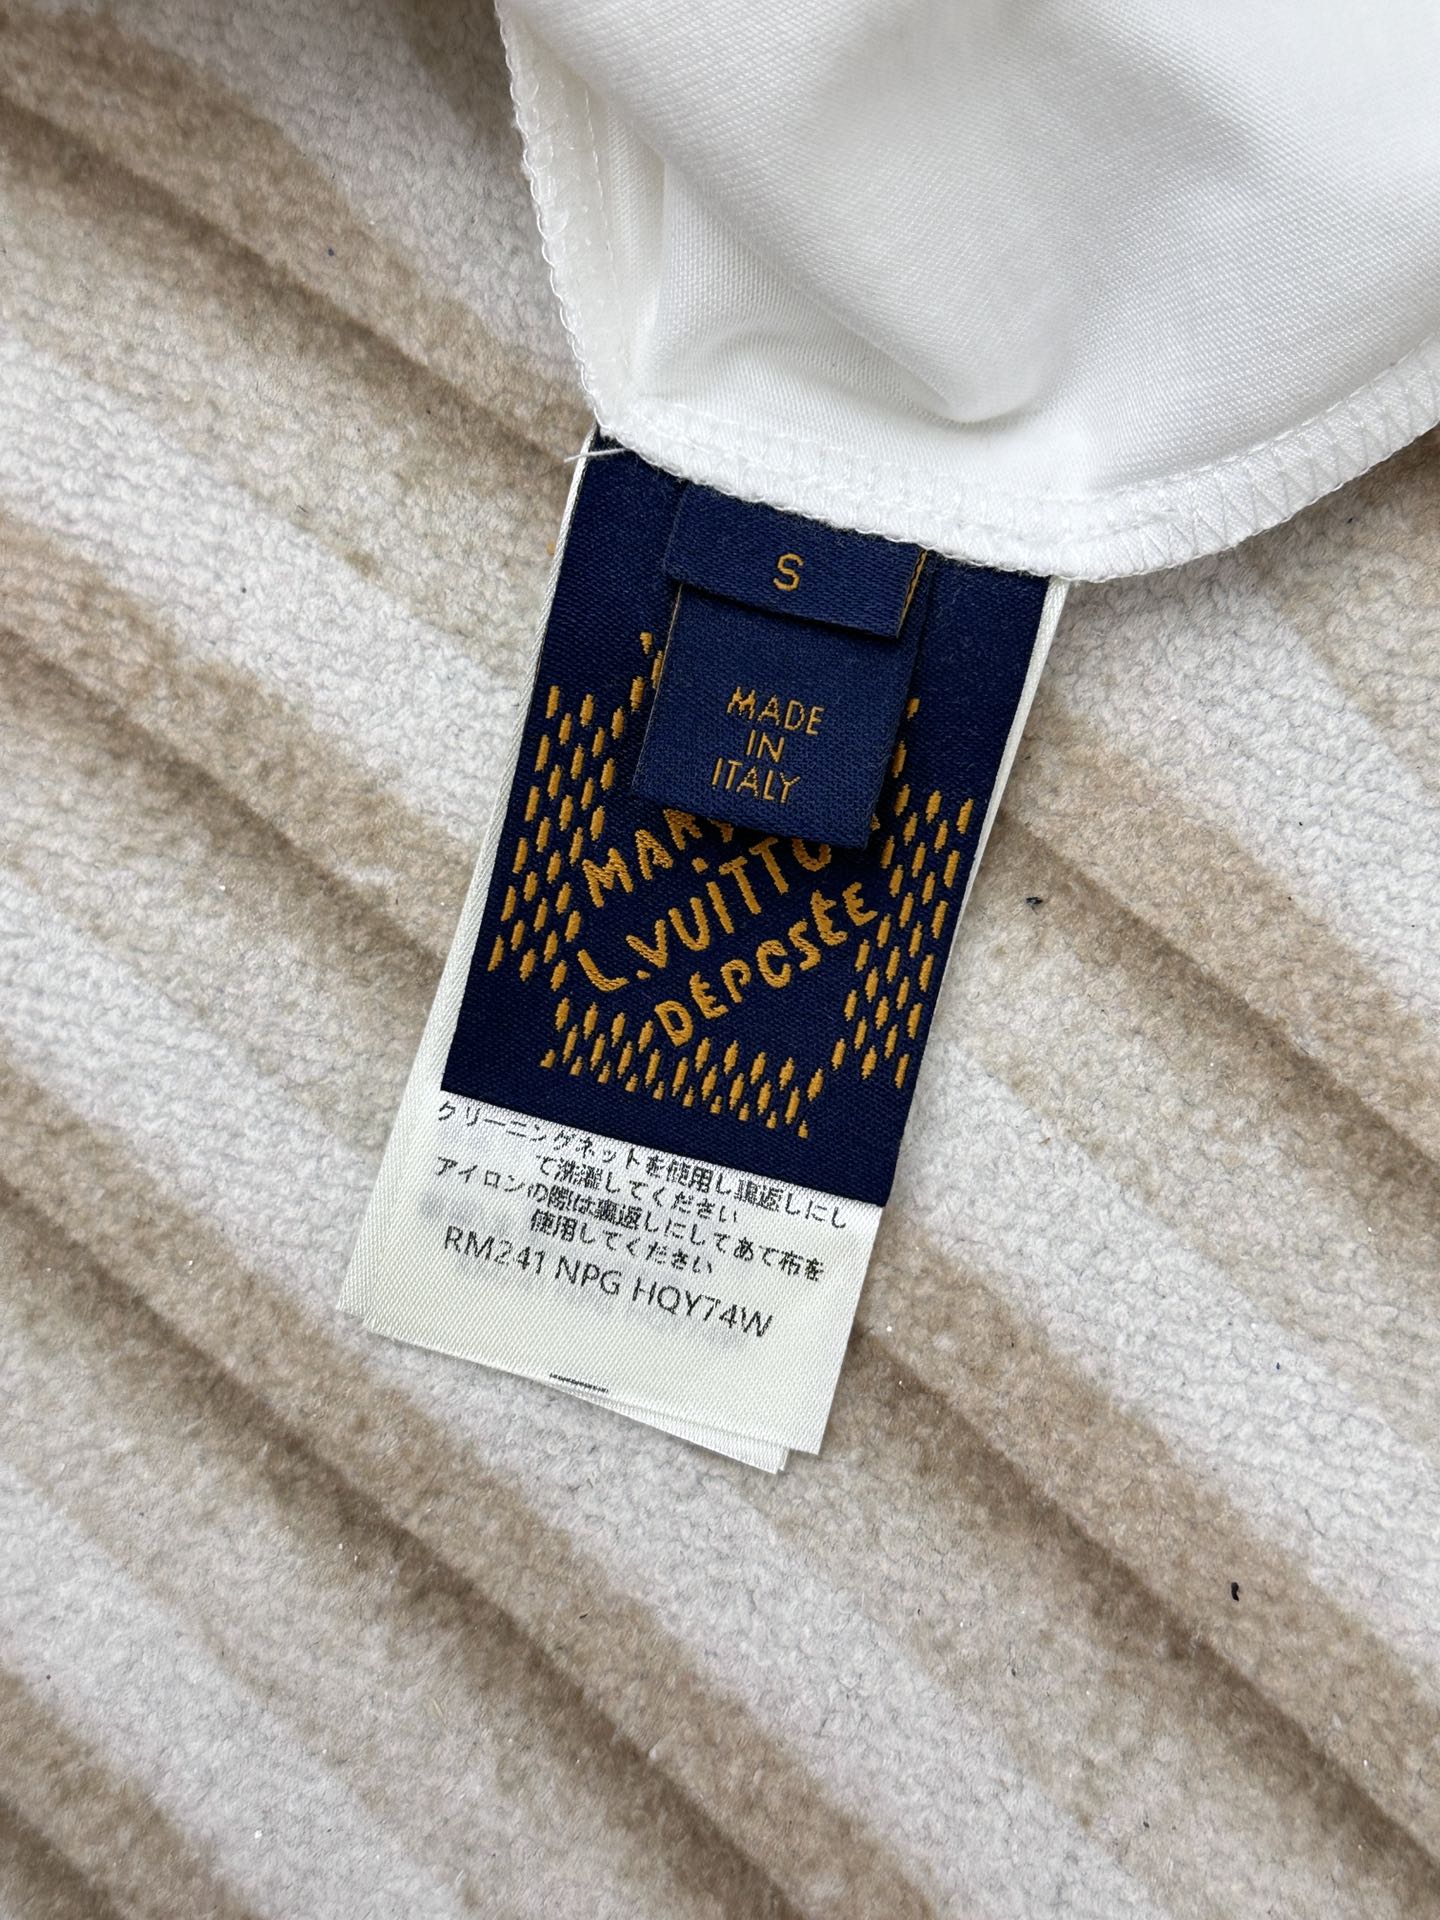 S
MADE
IN
ITALY
L.VUITTO
DÉPCSÉE
クリーニングネットを使用し裏返しにし
て洗濯してください
アイロンの際は裏返しにしてあて布を
使用してください
RM241 NPG HQY74W